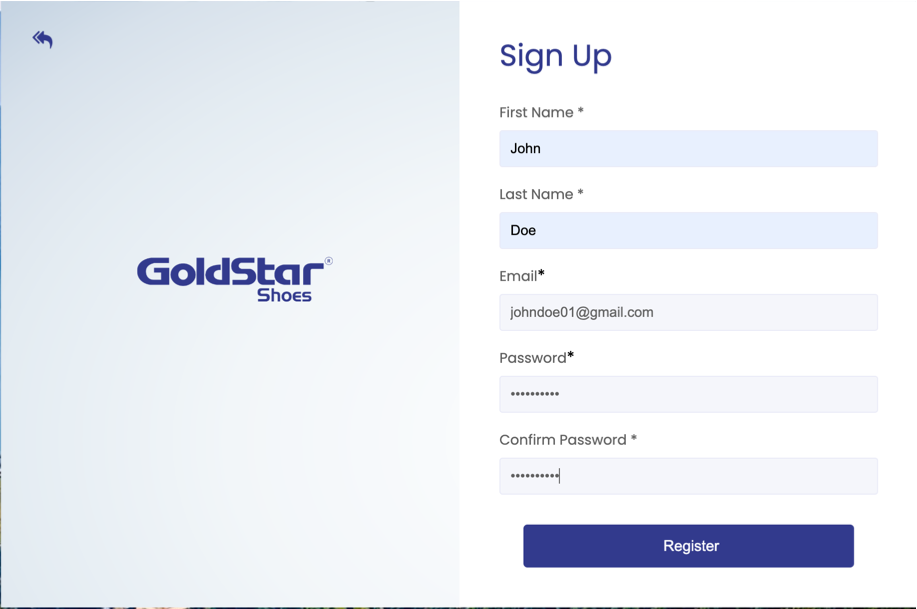 Sign Up
First Name *
John
Last Name *
Doe
GoldStar®
Shoes
Email*
johndoe01@gmail.com
Password*
••••••••••
Confirm Password *
••••••••••
Register